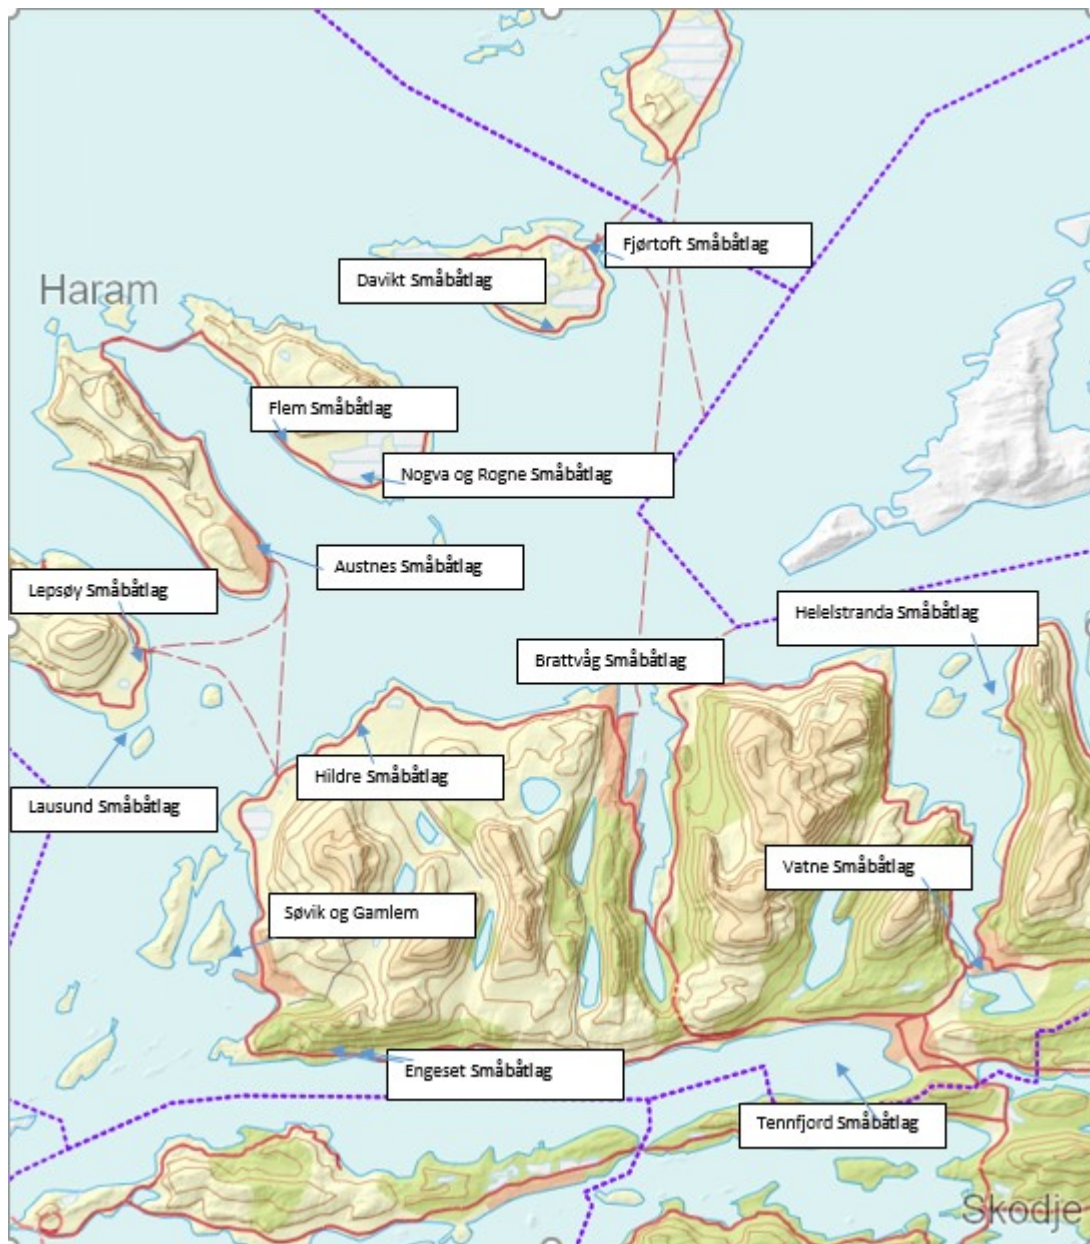 Fjørtoft Småbåtlag
Davikt Småbåtlag
Haram
Flem Småbåtlag
Nogva og Rogne Småbåtlag
Austnes Småbåtlag
Lepsøy Småbåtlag
Helelstranda Småbåtlag
Brattvåg Småbåtlag
Hildre Småbåtlag
Lausund Småbåtlag
Vatne Småbåtlag
Søvik og Gamlem
Engeset Småbåtlag
Tennfjord Småbåtlag
Skodje